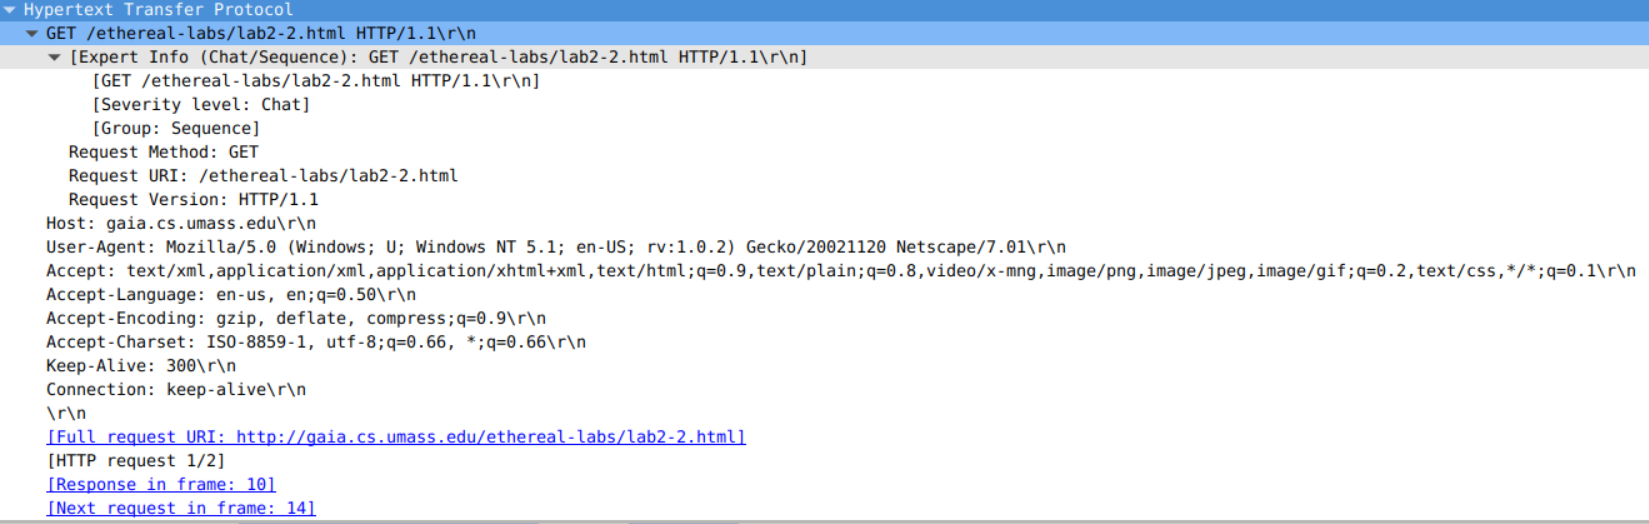 Hypertext Transfer Protocol
GET /ethereal-labs/lab2-2.html HTTP/1.1\r\n
[Expert Info (Chat/Sequence): GET /ethereal-labs/lab2-2.html HTTP/1.1\r\n]
[GET /ethereal-labs/lab2-2.html HTTP/1.1\r\n]
[Severity level: Chat]
[Group: Sequence]
Request Method: GET
Request URI: /ethereal-labs/lab2-2.html
Request Version: HTTP/1.1
Host: gaia.cs.umass.edu\r\n
User-Agent: Mozilla/5.0 (Windows; U; Windows NT 5.1; en-US; rv:1.0.2) Gecko/20021120 Netscape/7.01\r\n
Accept: text/xml,application/xml,application/xhtml+xml,text/html;q=0.9,text/plain;q=0.8,video/x-mng,image/png,image/jpeg,image/gif;q=0.2,text/css,*/*;q=0.1\r\n
Accept-Language: en-us, en;q=0.50\r\n
Accept-Encoding: gzip, deflate, compress;q=0.9\r\n
Accept-Charset: ISO-8859-1, utf-8;q=0.66, *;q=0.66\r\n
Keep-Alive: 300\r\n
Connection: keep-alive\r\n
\r\n
[Full request URI: http://gaia.cs.umass.edu/ethereal-labs/lab2-2.html]
[HTTP request 1/2]
[Response in frame: 10]
[Next request in frame: 14]